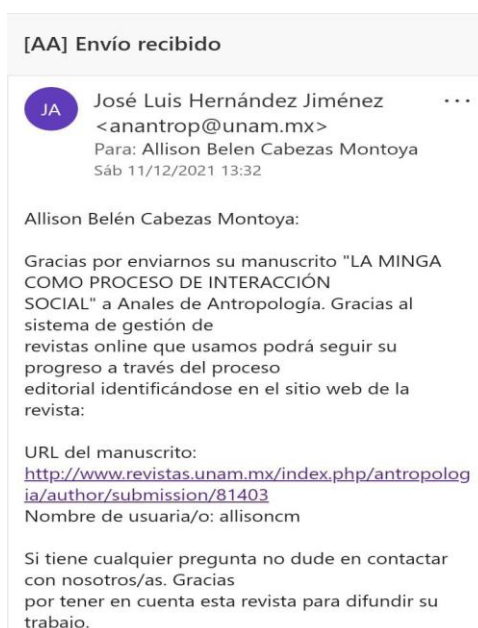 [AA] Envío recibido
JA
José Luis Hernández Jiménez
...
<anantrop@unam.mx>
Para: Allison Belen Cabezas Montoya
Sáb 11/12/2021 13:32
Allison Belén Cabezas Montoya:
Gracias por enviarnos su manuscrito "LA MINGA
COMO PROCESO DE INTERACCIÓN
SOCIAL" a Anales de Antropología. Gracias al
sistema de gestión de
revistas online que usamos podrá seguir su
progreso a través del proceso
editorial identificándose en el sitio web de la
revista:
URL del manuscrito:
http://www.revistas.unam.mx/index.php/antropolog
ia/author/submission/81403
Nombre de usuaria/o: allisoncm
Si tiene cualquier pregunta no dude en contactar
con nosotros/as. Gracias
por tener en cuenta esta revista para difundir su
trabajo.